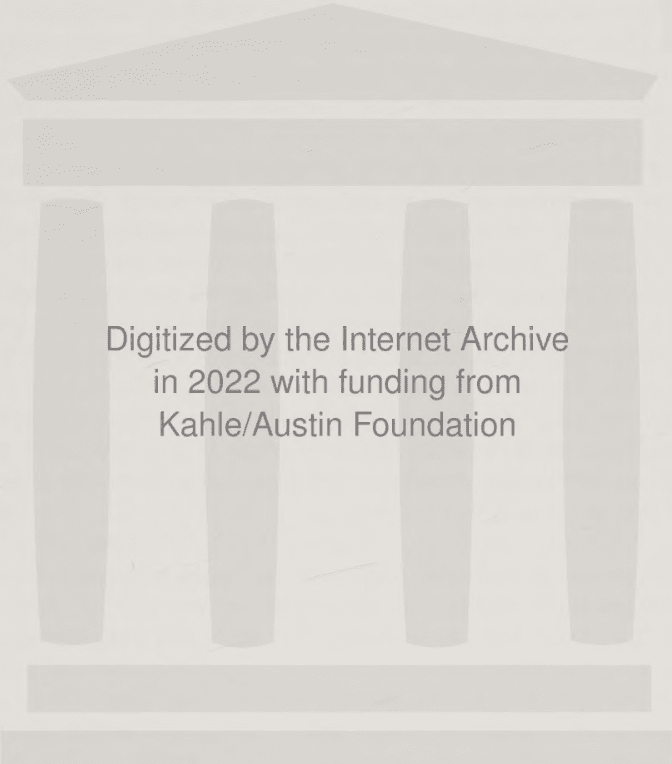 Digitized by the Internet Archive
in 2022 with funding from
Kahle/Austin Foundation